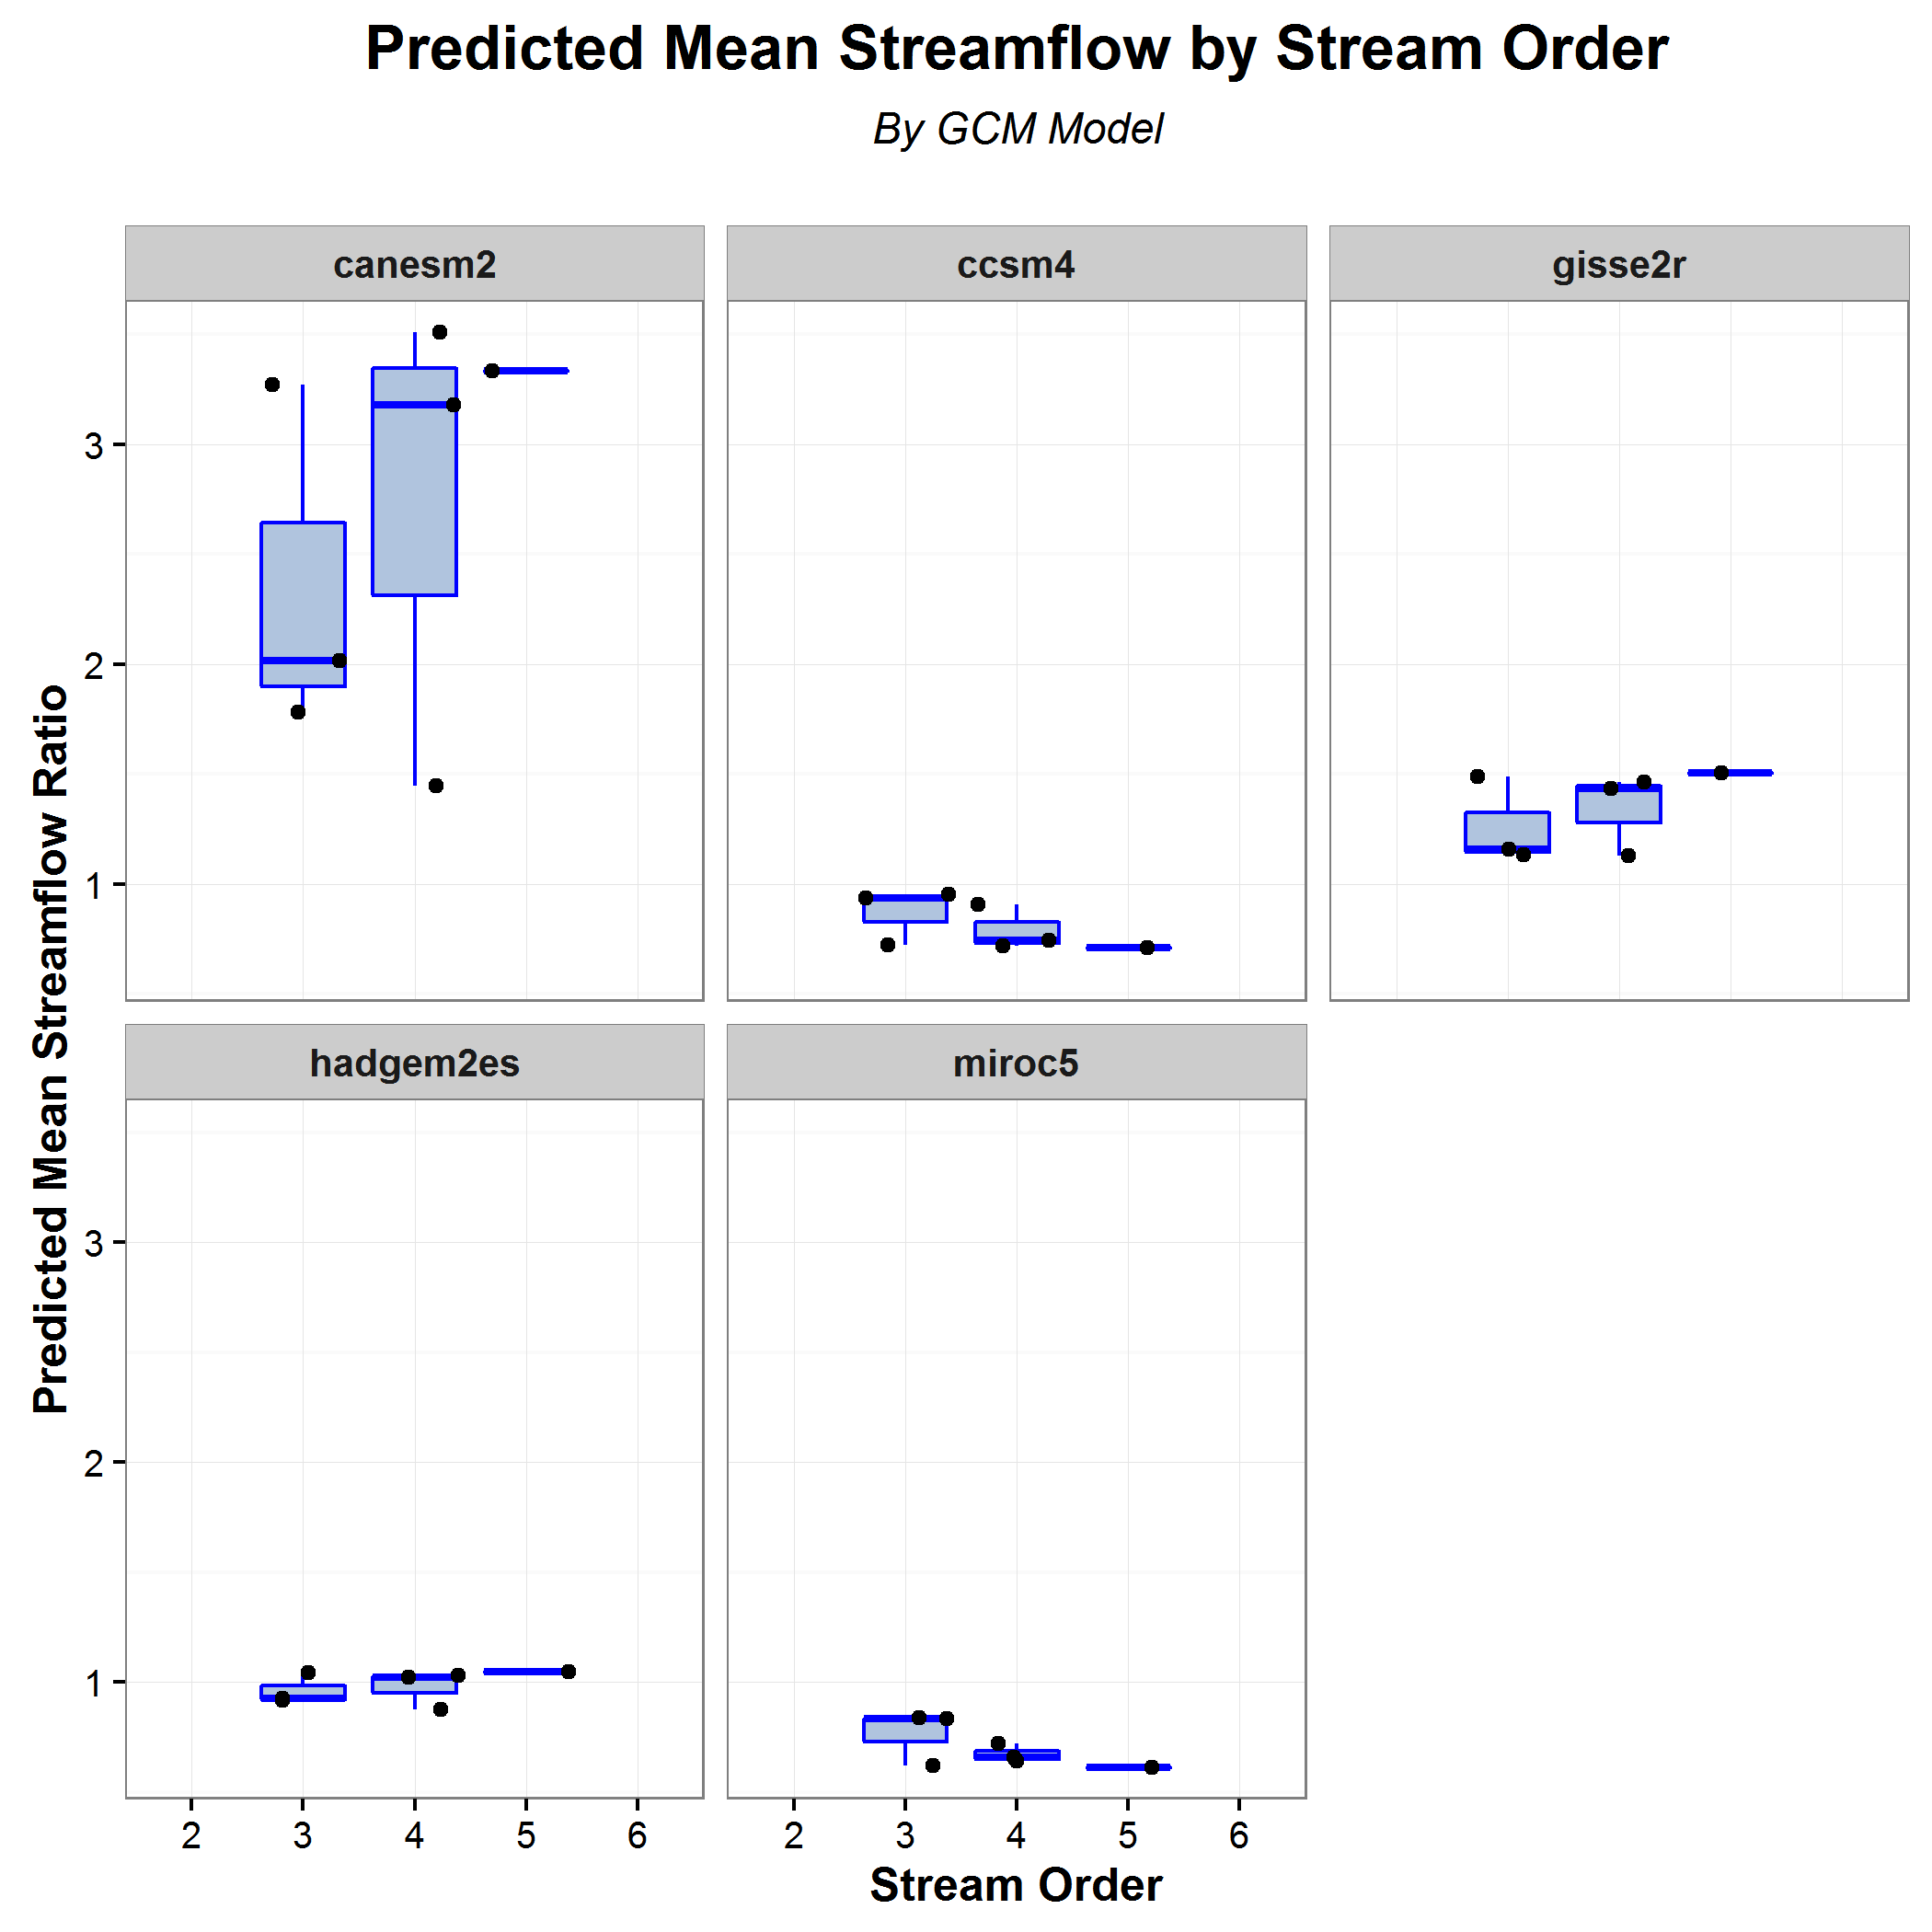 Predicted Mean Streamflow by Stream Order
By GCM Model
canesm2
ccsm4
gisse2r
3
2
1
Predicted Mean Streamflow Ratio
hadgem2es
miroc5
3
2
1
2 3 4 5 6
2 3 4 5 6
Stream Order